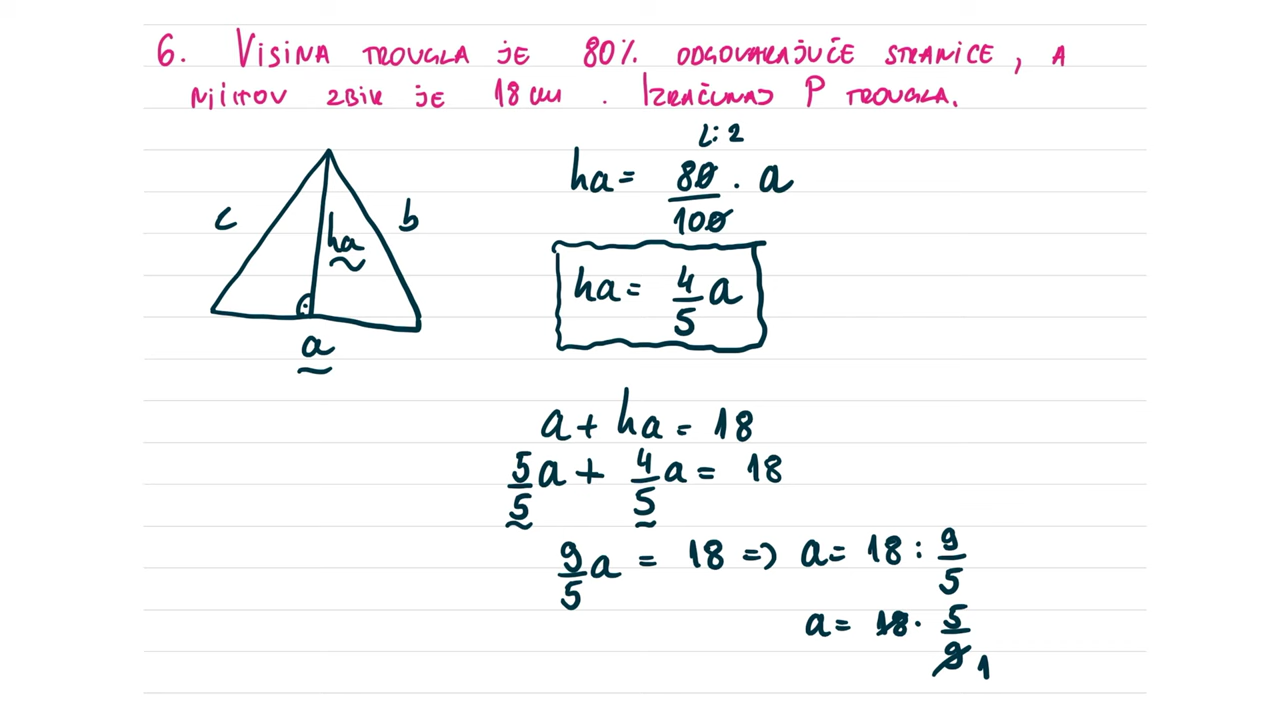 6. VISINA TROUGLA JE 80% ODGOVARAJUĆE STRANICE, A
NJIHOV ZBIR JE 18 cm. IZRAČUNAJ P TROUGLA.
c
ha
b
a
L:2
ha = 80/100 · a
ha = 4/5 a
a + ha = 18
5/5 a + 4/5 a = 18
9/5 a = 18 => a = 18 : 9/5
a = 18 · 5/9 1